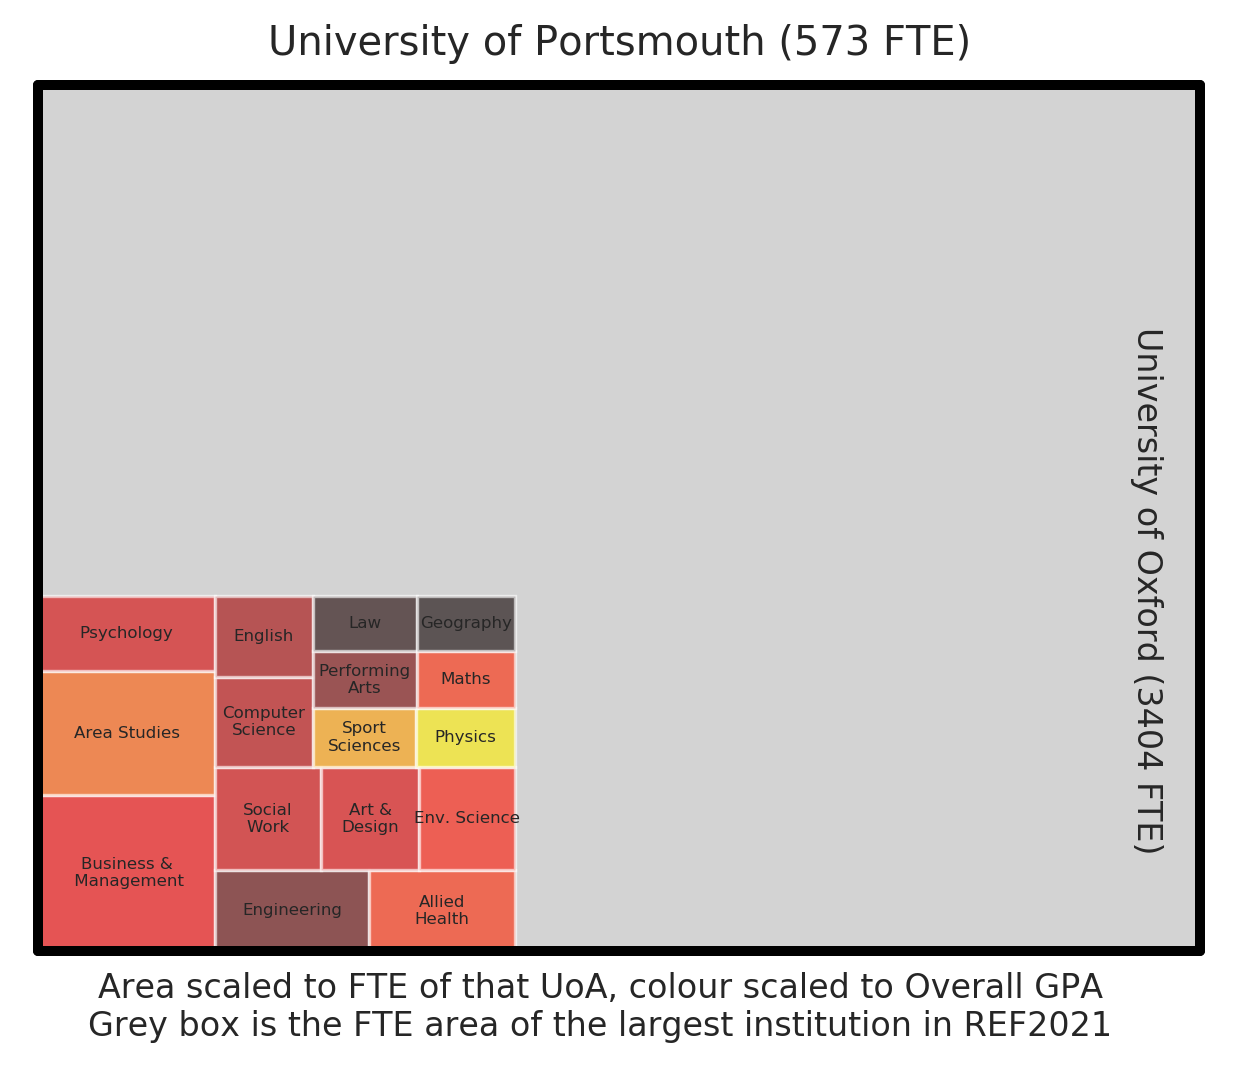 University of Portsmouth (573 FTE)
University of Oxford (3404 FTE)
Psychology
English
Law
Geography
Performing
Arts
Maths
Area Studies
Computer
Science
Sport
Sciences
Physics
Social
Work
Art &
Design
Env. Science
Business &
Management
Engineering
Allied
Health
Area scaled to FTE of that UoA, colour scaled to Overall GPA
Grey box is the FTE area of the largest institution in REF2021